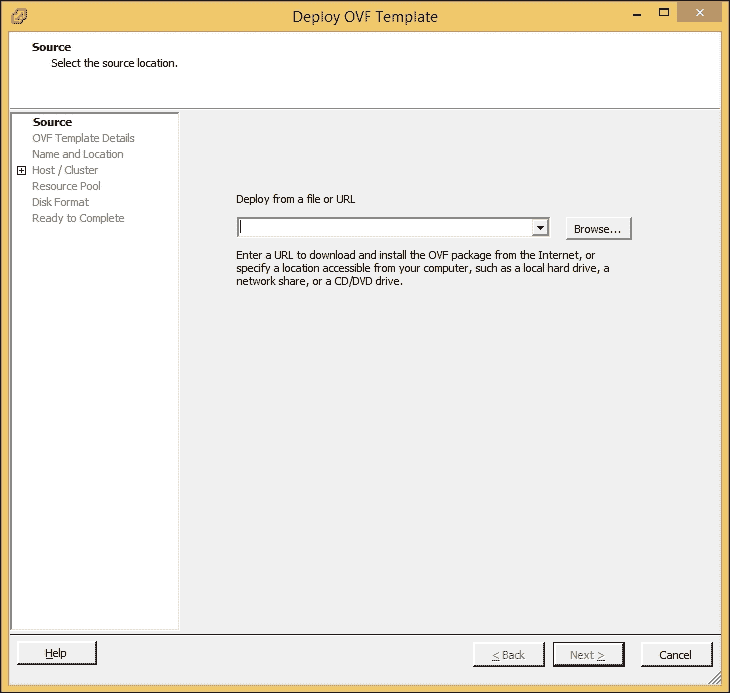 Deploy OVF Template
Source
Select the source location.
Source
OVF Template Details
Name and Location
Host / Cluster
Resource Pool
Disk Format
Ready to Complete
Deploy from a file or URL
Browse...
Enter a URL to download and install the OVF package from the Internet, or
specify a location accessible from your computer, such as a local hard drive, a
network share, or a CD/DVD drive.
Help
< Back
Next >
Cancel